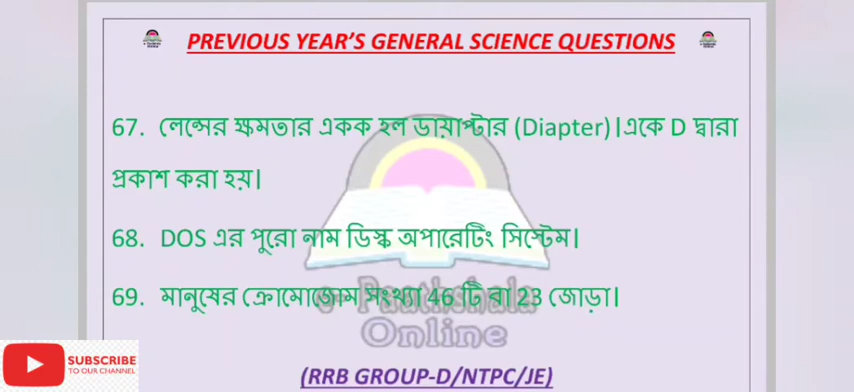 PREVIOUS YEAR'S GENERAL SCIENCE QUESTIONS
67. লেন্সের ক্ষমতার একক হল ডায়াপ্টার (Diapter)।একে D দ্বারা
প্রকাশ করা হয়।
68. DOS এর পুরো নাম ডিস্ক অপারেটিং সিস্টেম।
69. মানুষের ক্রোমোজোম সংখ্যা 46 টি বা 23 জোড়া।
e-Paathshala
Online
SUBSCRIBE
TO OUR CHANNEL
(RRB GROUP-D/NTPC/JE)